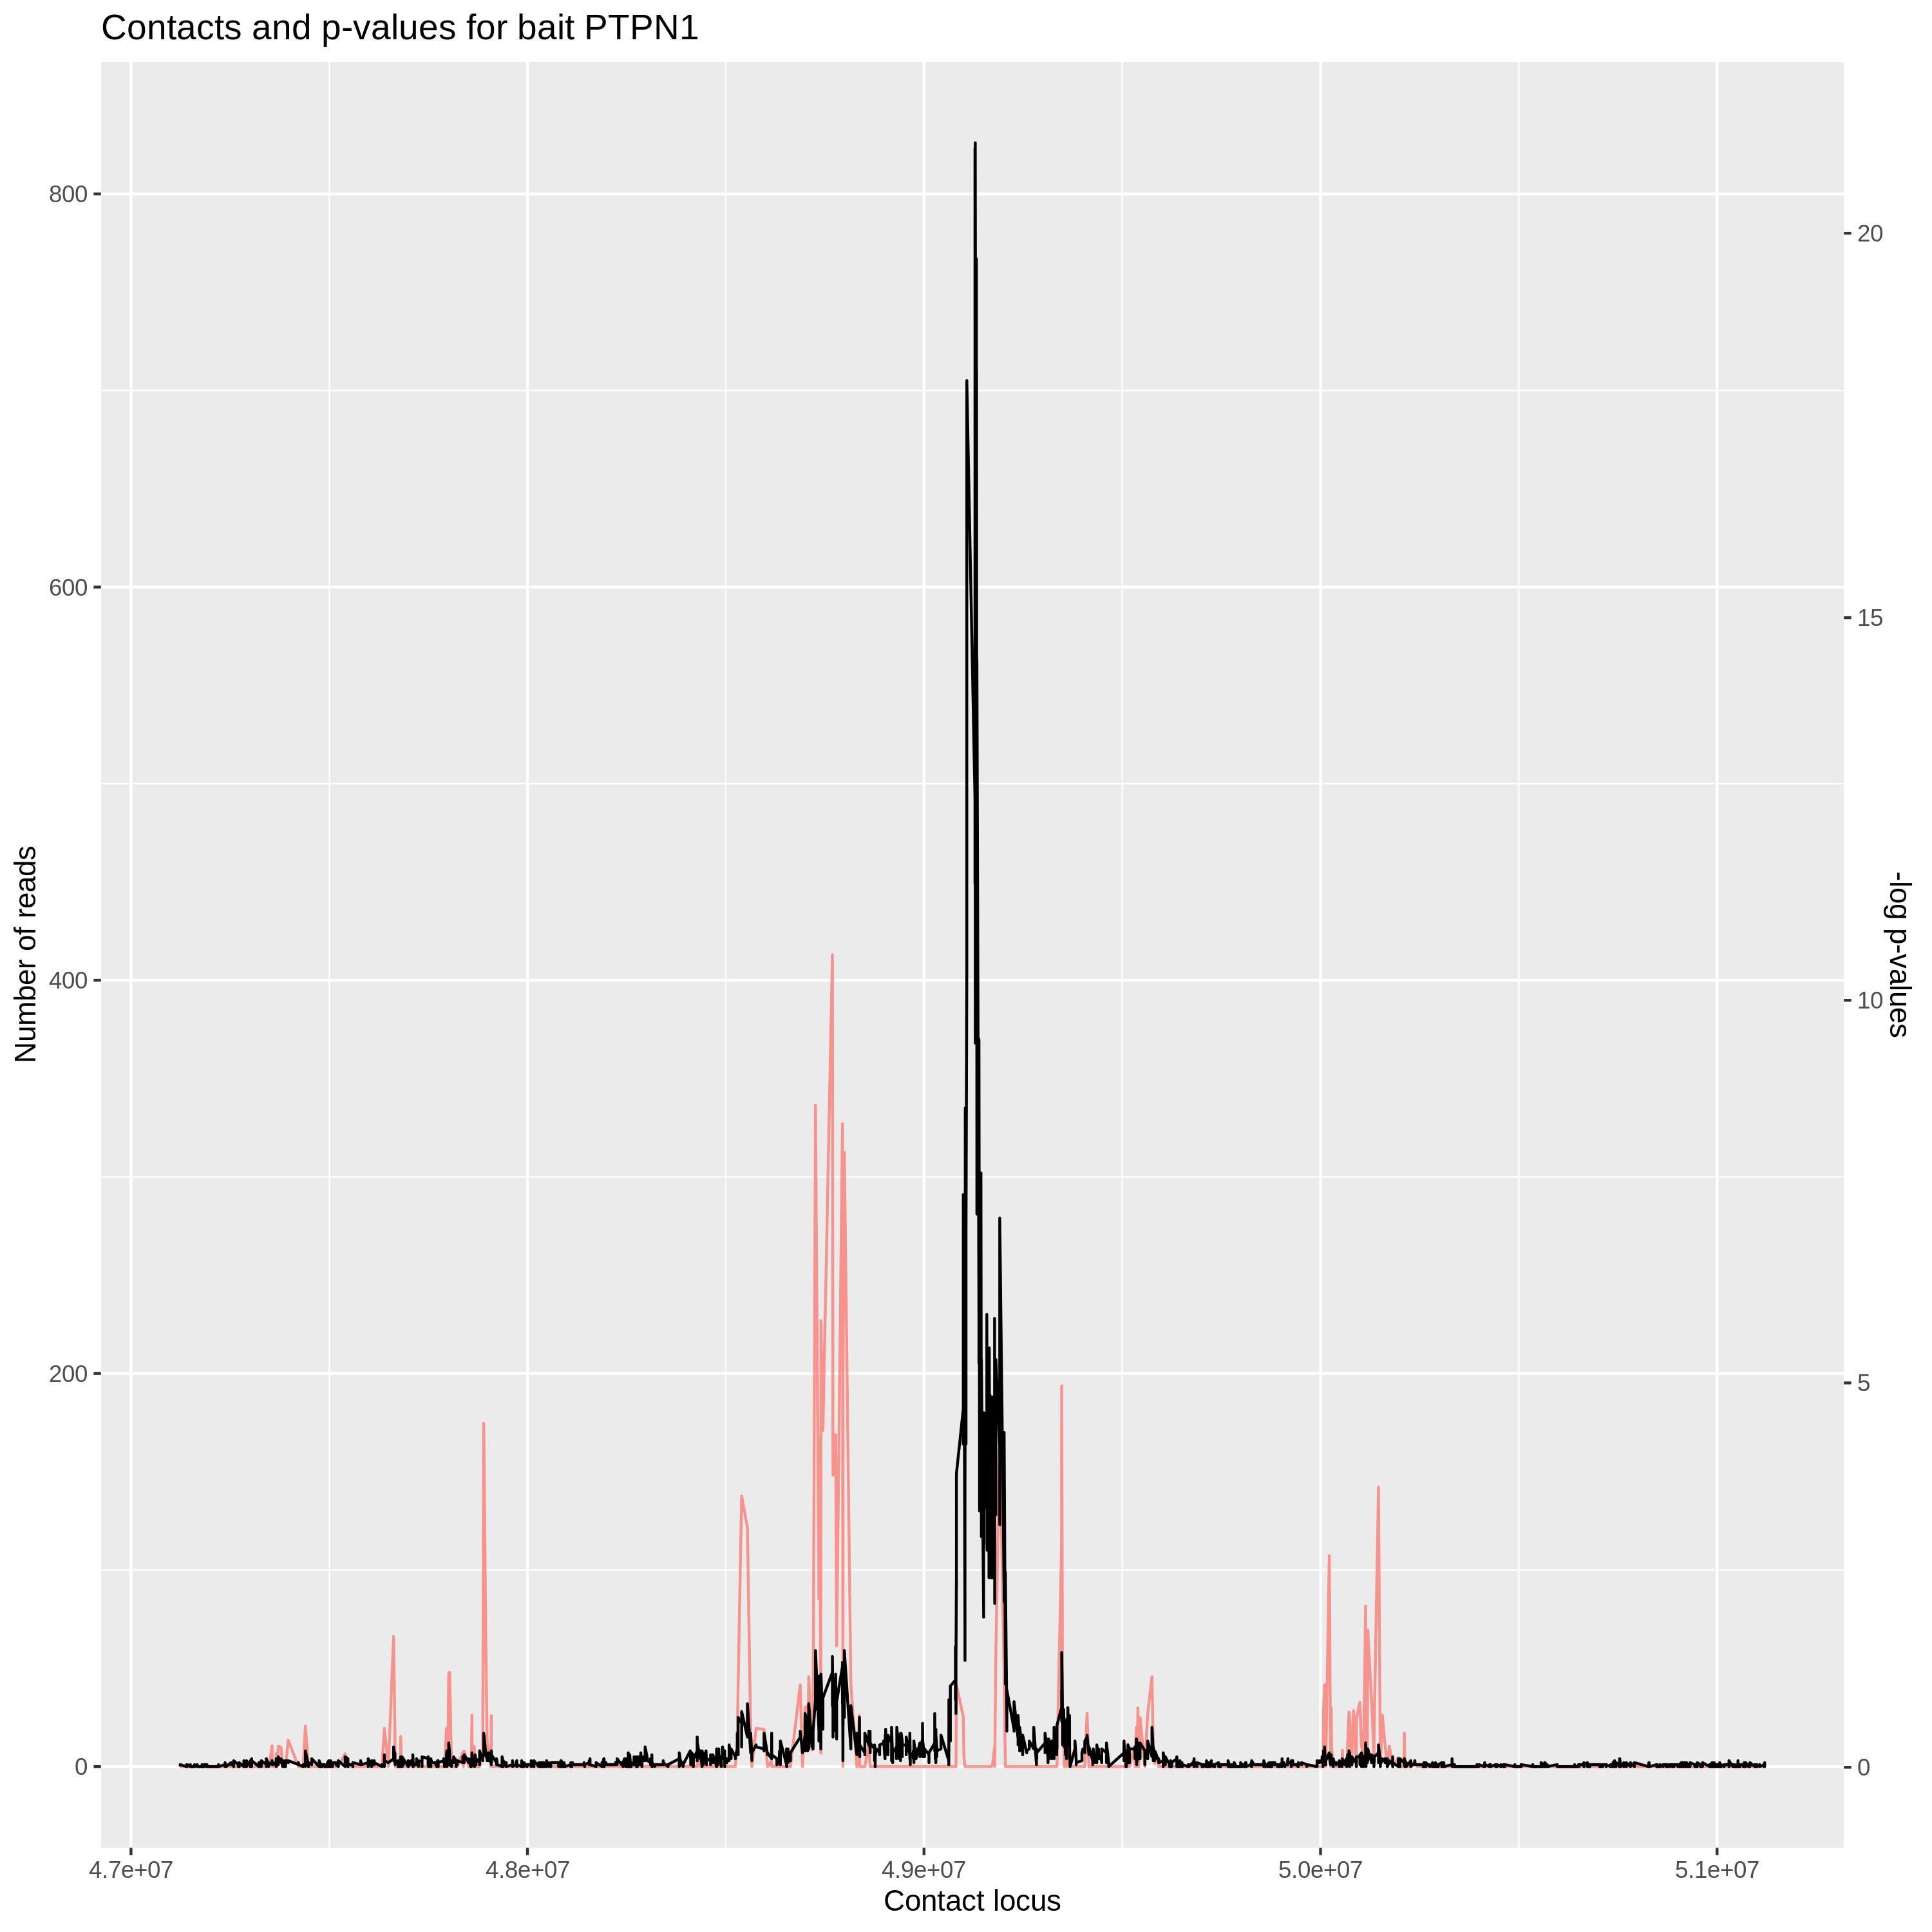 Contacts and p-values for bait PTPN1
800
600
400
200
0
Number of reads
20
15
10
5
0
-log p-values
4.7e+07
4.8e+07
4.9e+07
5.0e+07
5.1e+07
Contact locus